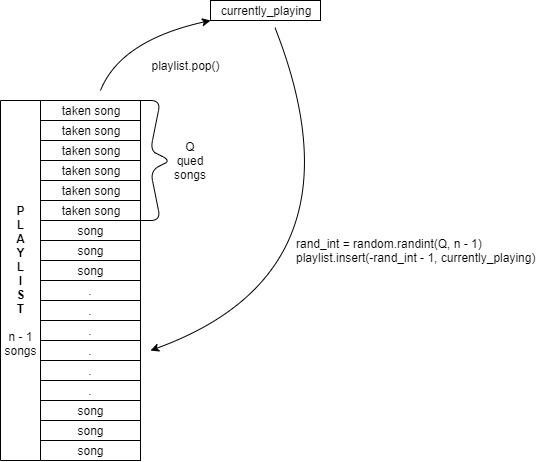 currently_playing
playlist.pop()
taken song
taken song
taken song
taken song
taken song
taken song
Q
qued
songs
song
song
song
.
.
.
.
.
.
song
song
song
P
L
A
Y
L
I
S
T
n - 1
songs
rand_int = random.randint(Q, n - 1)
playlist.insert(-rand_int - 1, currently_playing)